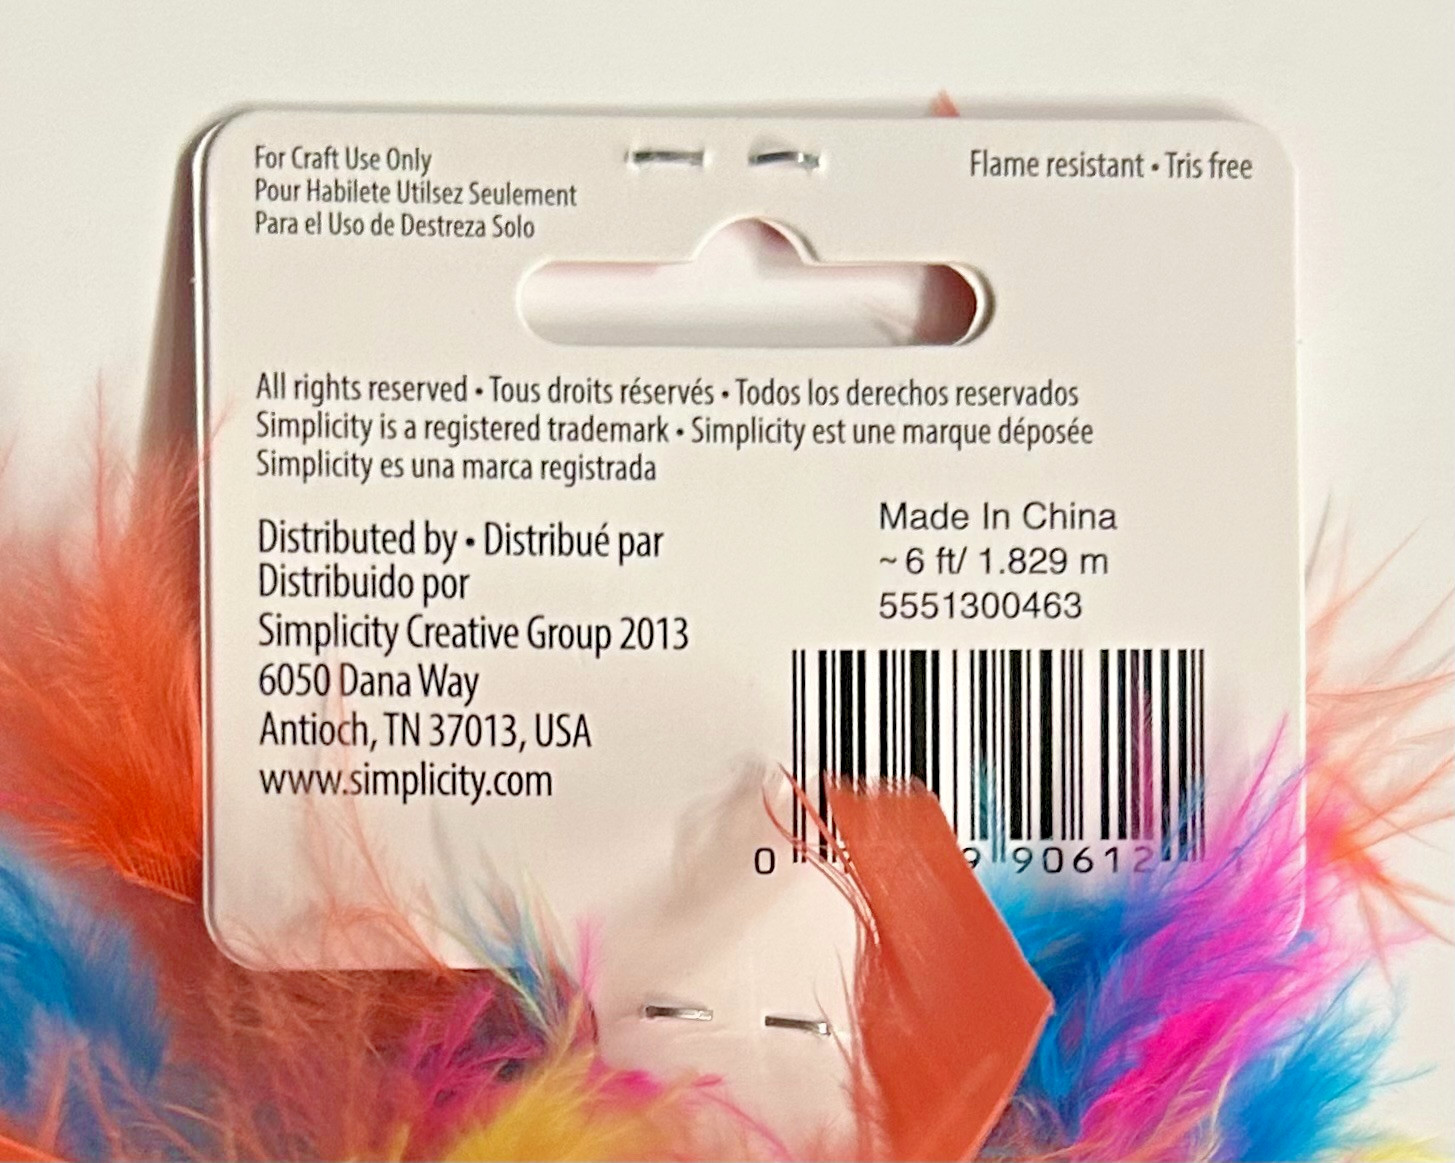 For Craft Use Only
Pour Habilete Utilsez Seulement
Para el Uso de Destreza Solo
Flame resistant • Tris free
All rights reserved • Tous droits réservés • Todos los derechos reservados
Simplicity is a registered trademark • Simplicity est une marque déposée
Simplicity es una marca registrada
Distributed by • Distribué par
Distribuido por
Simplicity Creative Group 2013
6050 Dana Way
Antioch, TN 37013, USA
www.simplicity.com
Made In China
~ 6 ft/ 1.829 m
5551300463
0 9 90612